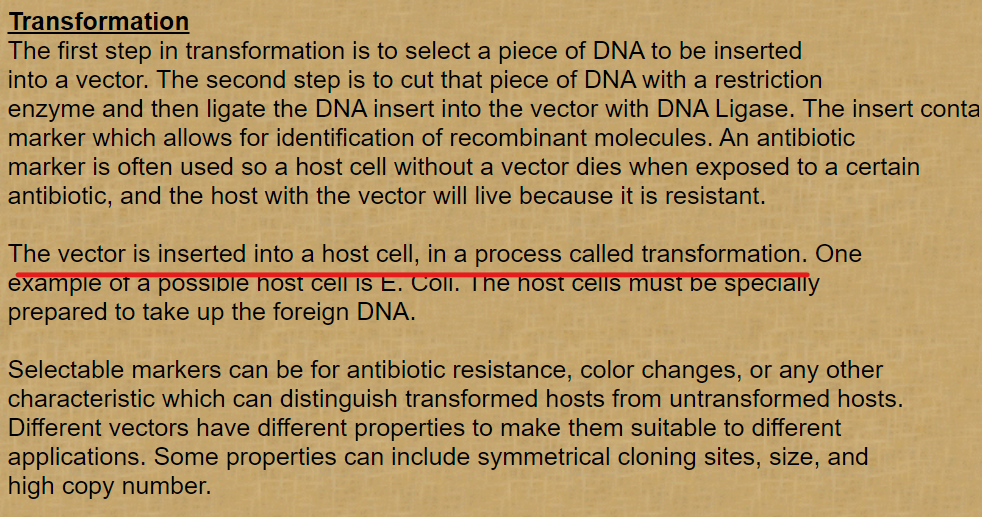 Transformation
The first step in transformation is to select a piece of DNA to be inserted
into a vector. The second step is to cut that piece of DNA with a restriction
enzyme and then ligate the DNA insert into the vector with DNA Ligase. The insert
marker which allows for identification of recombinant molecules. An antibiotic
marker is often used so a host cell without a vector dies when exposed to a certain
antibiotic, and the host with the vector will live because it is resistant.
The vector is inserted into a host cell, in a process called transformation. One
example of a possible host cell is E. Coli. The host cells must be specially
prepared to take up the foreign DNA.
Selectable markers can be for antibiotic resistance, color changes, or any other
characteristic which can distinguish transformed hosts from untransformed hosts.
Different vectors have different properties to make them suitable to different
applications. Some properties can include symmetrical cloning sites, size, and
high copy number.